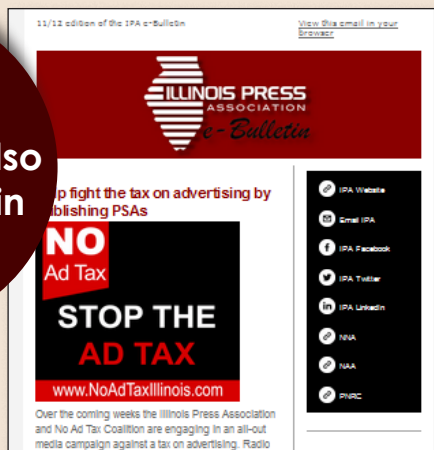 11/12 edition of the IPA e-Bulletin
View this email in your
browser
ILLINOIS PRESS
ASSOCIATION
e-Bulletin
lso
in
p fight the tax on advertising by
blishing PSAs
NO
Ad Tax
STOP THE
AD TAX
www.NoAdTaxIllinois.com
Over the coming weeks the Illinois Press Association
and No Ad Tax Coalition are engaging in an all-out
media campaign against a tax on advertising. Radio
IPA Website
Email IPA
IPA Facebook
IPA Twitter
IPA LinkedIn
NNA
NAA
PNRC